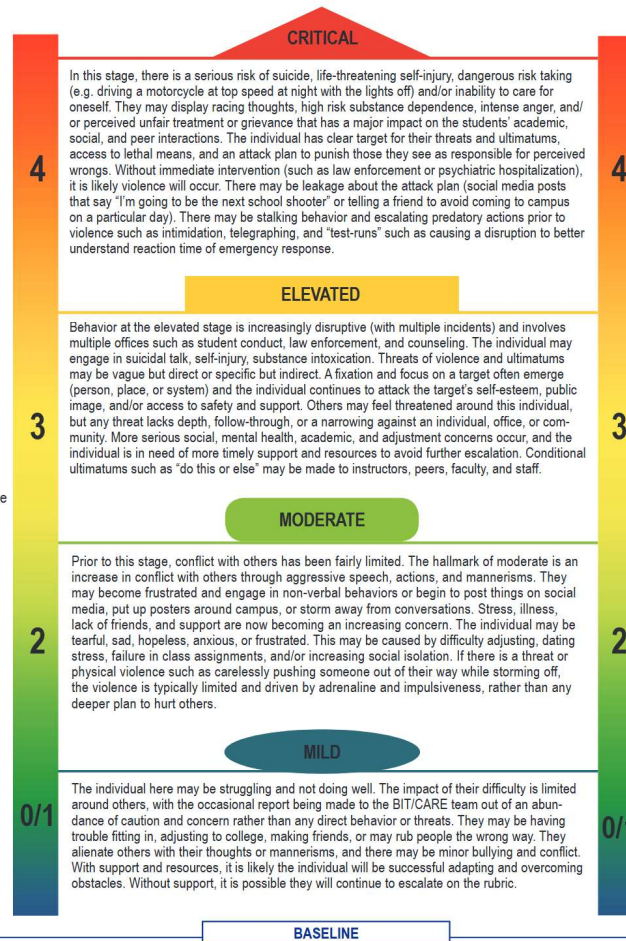 CRITICAL
In this stage, there is a serious risk of suicide, life-threatening self-injury, dangerous risk taking
(e.g. driving a motorcycle at top speed at night with the lights off) and/or inability to care for
oneself. They may display racing thoughts, high risk substance dependence, intense anger, and/
or perceived unfair treatment or grievance that has a major impact on the students' academic,
social, and peer interactions. The individual has clear target for their threats and ultimatums,
access to lethal means, and an attack plan to punish those they see as responsible for perceived
wrongs. Without immediate intervention (such as law enforcement or psychiatric hospitalization),
it is likely violence will occur. There may be leakage about the attack plan (social media posts
that say "I'm going to be the next school shooter" or telling a friend to avoid coming to campus
on a particular day). There may be stalking behavior and escalating predatory actions prior to
violence such as intimidation, telegraphing, and "test-runs" such as causing a disruption to better
understand reaction time of emergency response.
4
4
ELEVATED
Behavior at the elevated stage is increasingly disruptive (with multiple incidents) and involves
multiple offices such as student conduct, law enforcement, and counseling. The individual may
engage in suicidal talk, self-injury, substance intoxication. Threats of violence and ultimatums
may be vague but direct or specific but indirect. A fixation and focus on a target often emerge
(person, place, or system) and the individual continues to attack the target's self-esteem, public
image, and/or access to safety and support. Others may feel threatened around this individual,
but any threat lacks depth, follow-through, or a narrowing against an individual, office, or com-
munity. More serious social, mental health, academic, and adjustment concerns occur, and the
individual is in need of more timely support and resources to avoid further escalation. Conditional
ultimatums such as "do this or else" may be made to instructors, peers, faculty, and staff.
3
3
e
MODERATE
Prior to this stage, conflict with others has been fairly limited. The hallmark of moderate is an
increase in conflict with others through aggressive speech, actions, and mannerisms. They
may become frustrated and engage in non-verbal behaviors or begin to post things on social
media, put up posters around campus, or storm away from conversations. Stress, illness,
lack of friends, and support are now becoming an increasing concern. The individual may be
tearful, sad, hopeless, anxious, or frustrated. This may be caused by difficulty adjusting, dating
stress, failure in class assignments, and/or increasing social isolation. If there is a threat or
physical violence such as carelessly pushing someone out of their way while storming off,
the violence is typically limited and driven by adrenaline and impulsiveness, rather than any
deeper plan to hurt others.
2
2
MILD
The individual here may be struggling and not doing well. The impact of their difficulty is limited
around others, with the occasional report being made to the BIT/CARE team out of an abun-
dance of caution and concern rather than any direct behavior or threats. They may be having
trouble fitting in, adjusting to college, making friends, or may rub people the wrong way. They
alienate others with their thoughts or mannerisms, and there may be minor bullying and conflict.
With support and resources, it is likely the individual will be successful adapting and overcoming
obstacles. Without support, it is possible they will continue to escalate on the rubric.
0/1
0/
BASELINE